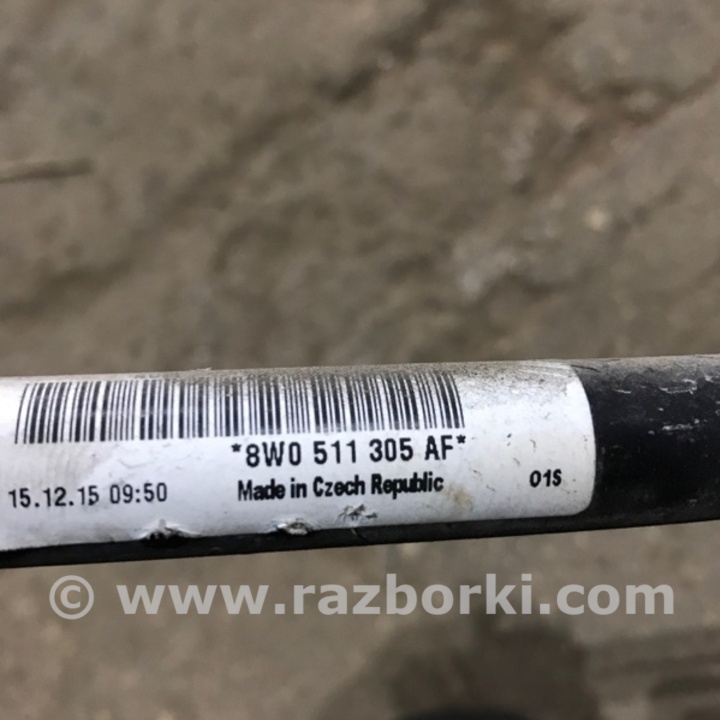 *8W0 511 305 AF*
15.12.15 09:50 Made in Czech Republic 01S
© www.razborki.com